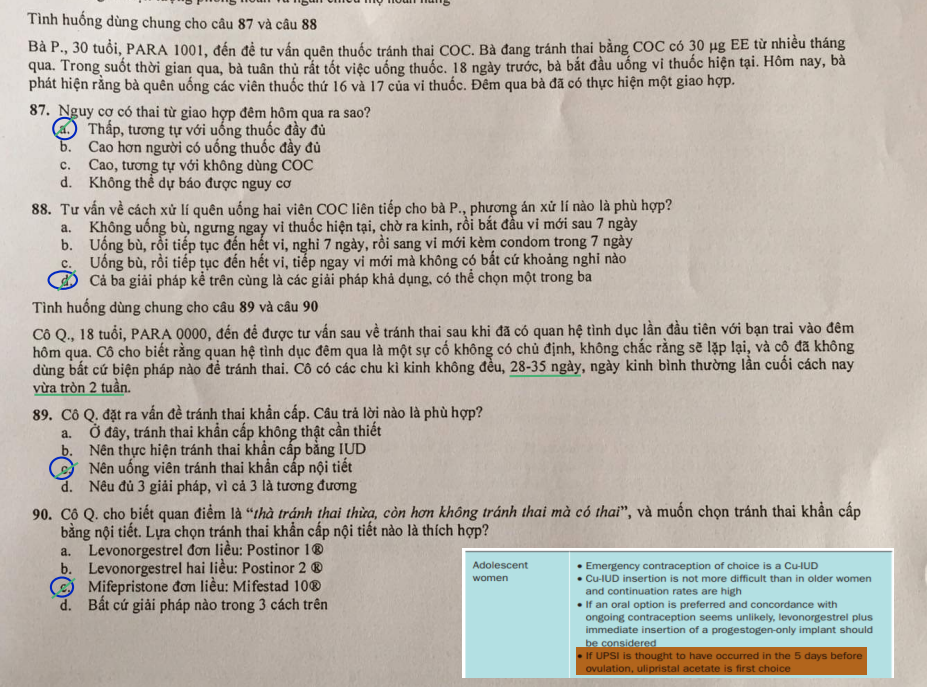 Tình huống dùng chung cho câu 87 và câu 88
Bà P., 30 tuổi, PARA 1001, đến để tư vấn quên thuốc tránh thai COC. Bà đang tránh thai bằng COC có 30 µg EE từ nhiều tháng
qua. Trong suốt thời gian qua, bà tuân thủ rất tốt việc uống thuốc. 18 ngày trước, bà bắt đầu uống vỉ thuốc hiện tại. Hôm nay, bà
phát hiện rằng bà quên uống các viên thuốc thứ 16 và 17 của vỉ thuốc. Đêm qua bà đã có thực hiện một giao hợp.
87. Nguy cơ có thai từ giao hợp đêm hôm qua ra sao?
a. Thấp, tương tự với uống thuốc đầy đủ
b. Cao hơn người có uống thuốc đầy đủ
c. Cao, tương tự với không dùng COC
d. Không thể dự báo được nguy cơ
88. Tư vấn về cách xử lí quên uống hai viên COC liên tiếp cho bà P., phương án xử lí nào là phù hợp?
a. Không uống bù, ngưng ngay vỉ thuốc hiện tại, chờ ra kinh, rồi bắt đầu vỉ mới sau 7 ngày
b. Uống bù, rồi tiếp tục đến hết vỉ, nghỉ 7 ngày, rồi sang vỉ mới kèm condom trong 7 ngày
c. Uống bù, rồi tiếp tục đến hết vỉ, tiếp ngay vỉ mới mà không có bất cứ khoảng nghỉ nào
d. Cả ba giải pháp kể trên cùng là các giải pháp khả dụng, có thể chọn một trong ba
Tình huống dùng chung cho câu 89 và câu 90
Cô Q., 18 tuổi, PARA 0000, đến để được tư vấn sau về tránh thai sau khi đã có quan hệ tình dục lần đầu tiên với bạn trai vào đêm
hôm qua. Cô cho biết rằng quan hệ tình dục đêm qua là một sự cố không có chủ định, không chắc rằng sẽ lặp lại, và cô đã không
dùng bất cứ biện pháp nào để tránh thai. Cô có các chu kì kinh không đều, 28-35 ngày, ngày kinh bình thường lần cuối cách nay
vừa tròn 2 tuần.
89. Cô Q. đặt ra vấn đề tránh thai khẩn cấp. Câu trả lời nào là phù hợp?
a. Ở đây, tránh thai khẩn cấp không thật cần thiết
b. Nên thực hiện tránh thai khẩn cấp bằng IUD
c. Nên uống viên tránh thai khẩn cấp nội tiết
d. Nêu đủ 3 giải pháp, vì cả 3 là tương đương
90. Cô Q. cho biết quan điểm là “thà tránh thai thừa, còn hơn không tránh thai mà có thai”, và muốn chọn tránh thai khẩn cấp
bằng nội tiết. Lựa chọn tránh thai khẩn cấp nội tiết nào là thích hợp?
a. Levonorgestrel đơn liều: Postinor 1®
b. Levonorgestrel hai liều: Postinor 2 ®
c. Mifepristone đơn liều: Mifestad 10®
d. Bất cứ giải pháp nào trong 3 cách trên
Adolescent
women
• Emergency contraception of choice is a Cu-IUD
• Cu-IUD insertion is not more difficult than in older women
and continuation rates are high
• If an oral option is preferred and concordance with
ongoing contraception seems unlikely, levonorgestrel plus
immediate insertion of a progestogen-only implant should
be considered
• If UPSI is thought to have occurred in the 5 days before
ovulation, ulipristal acetate is first choice